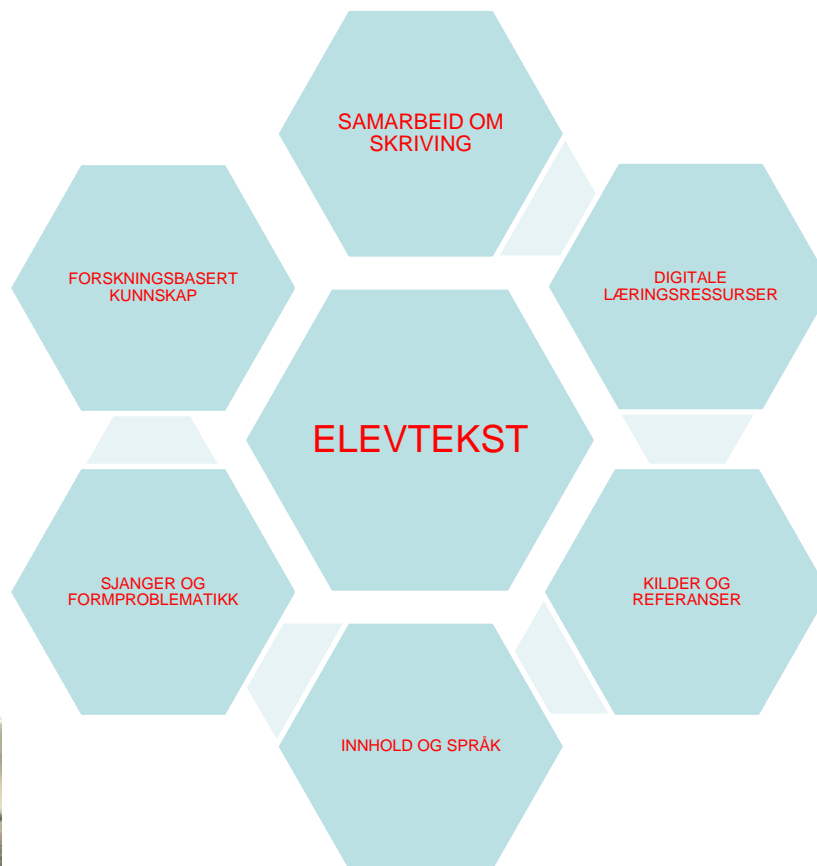 SAMARBEID OM
SKRIVING
FORSKNINGSBASERT
KUNNSKAP
DIGITALE
LÆRINGSRESSURSER
ELEVTEKST
SJANGER OG
FORMPROBLEMATIKK
KILDER OG
REFERANSER
INNHOLD OG SPRÅK